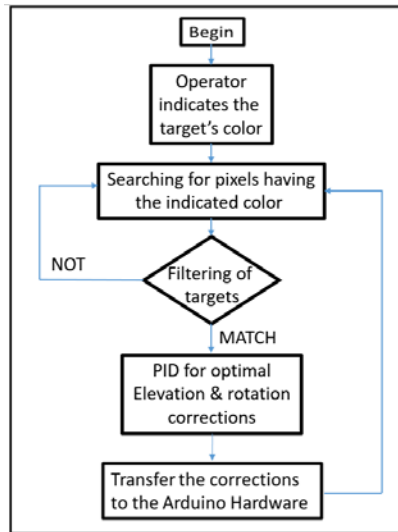 Begin
Operator
indicates the
target's color
Searching for pixels having
the indicated color
NOT
Filtering of
targets
MATCH
PID for optimal
Elevation & rotation
corrections
Transfer the corrections
to the Arduino Hardware